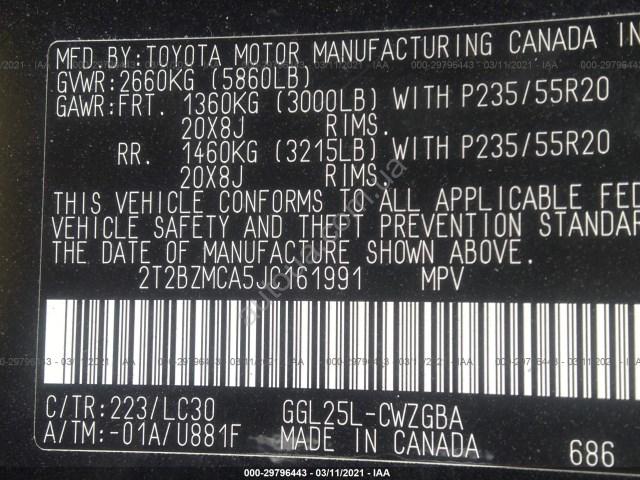 MFD BY:TOYOTA MOTOR MANUFACTURING CANADA IN
GVWR:2660KG (5860LB)
GAWR:FRT. 1360KG (3000LB) WITH P235/55R20
20X8J RIMS.
RR. 1460KG (3215LB) WITH P235/55R20
20X8J RIMS.
THIS VEHICLE CONFORMS TO ALL APPLICABLE FED
VEHICLE SAFETY AND THEFT PREVENTION STANDAR
THE DATE OF MANUFACTURE SHOWN ABOVE.
2T2BZMCA5JC161991 MPV
C/TR:223/LC30 GGL25L-CWZGBA
A/TM:-01A/U881F MADE IN CANADA 686
000-29796443 - 03/11/2021 - IAA